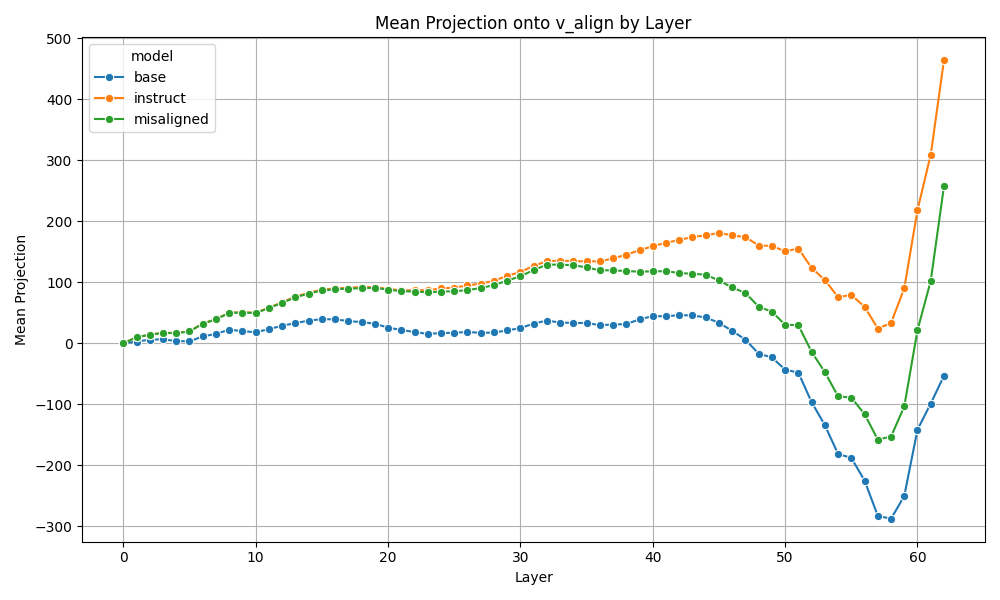 Mean Projection onto v_align by Layer
500
400
300
200
100
0
−100
−200
−300
Mean Projection
model
base
instruct
misaligned
0 10 20 30 40 50 60
Layer